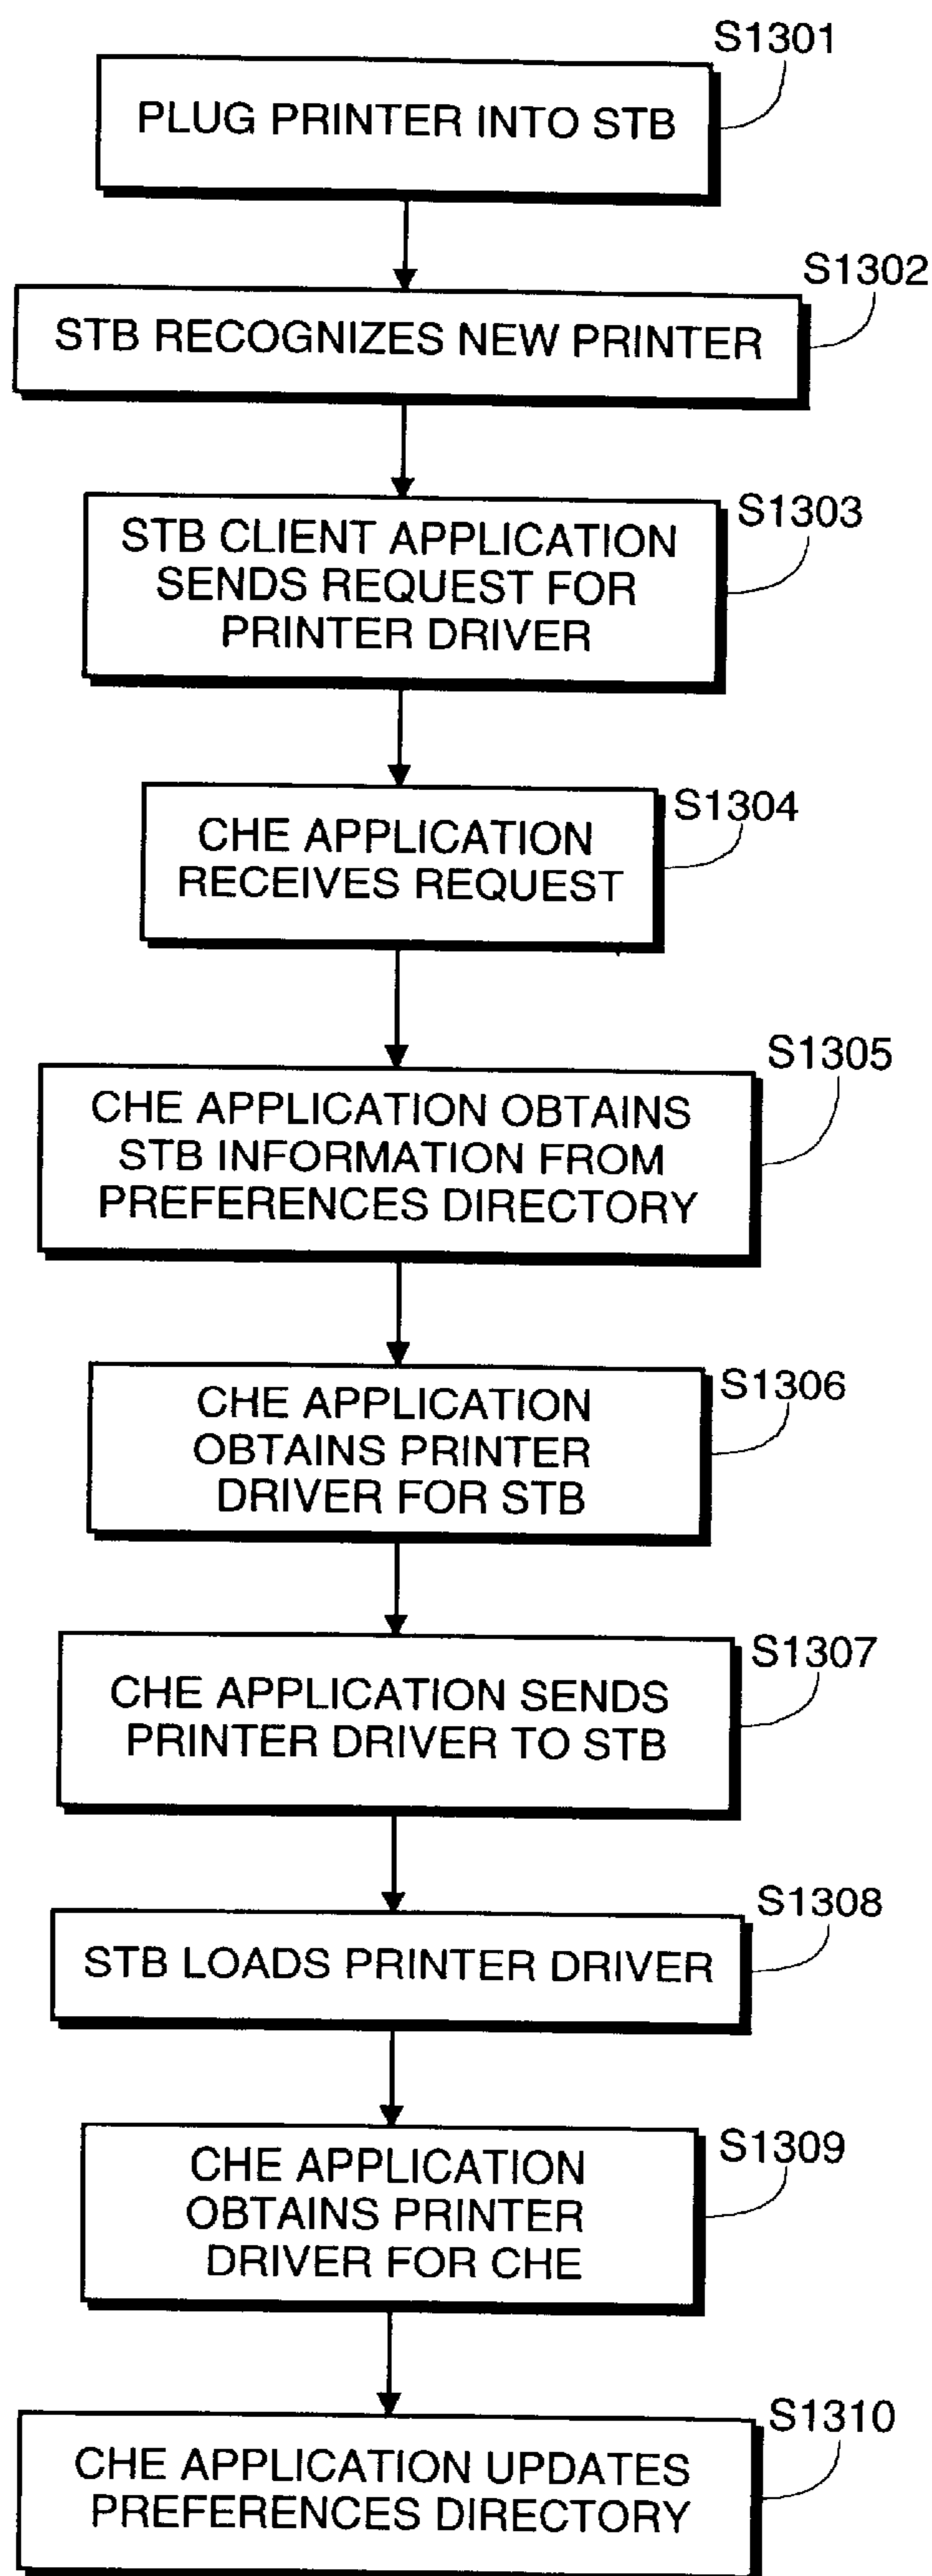 S1301
PLUG PRINTER INTO STB
S1302
STB RECOGNIZES NEW PRINTER
S1303
STB CLIENT APPLICATION
SENDS REQUEST FOR
PRINTER DRIVER
S1304
CHE APPLICATION
RECEIVES REQUEST
S1305
CHE APPLICATION OBTAINS
STB INFORMATION FROM
PREFERENCES DIRECTORY
S1306
CHE APPLICATION
OBTAINS PRINTER
DRIVER FOR STB
S1307
CHE APPLICATION SENDS
PRINTER DRIVER TO STB
S1308
STB LOADS PRINTER DRIVER
S1309
CHE APPLICATION
OBTAINS PRINTER
DRIVER FOR CHE
S1310
CHE APPLICATION UPDATES
PREFERENCES DIRECTORY